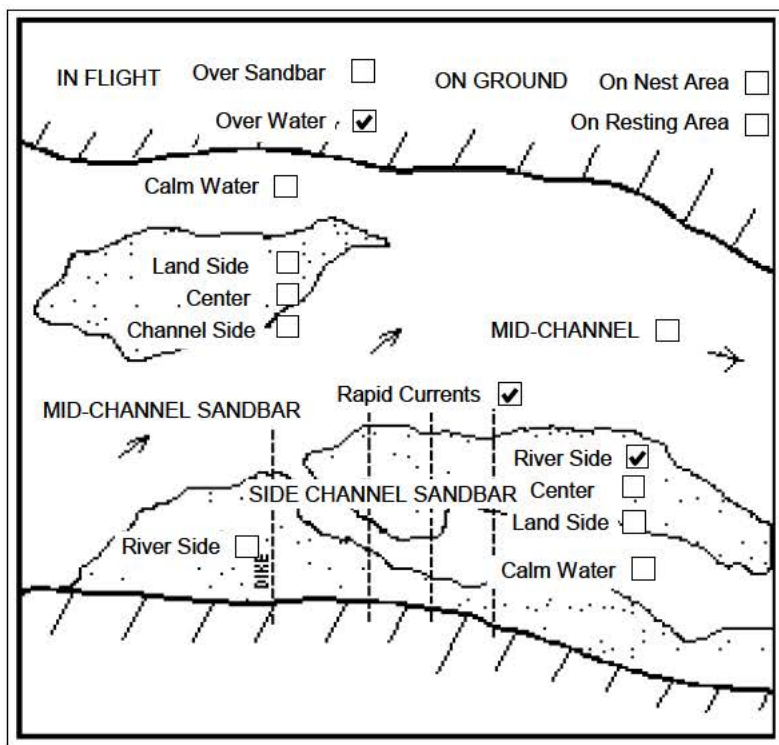 IN FLIGHT
Over Sandbar
ON GROUND
On Nest Area
Over Water
On Resting Area
Calm Water
Land Side
Center
Channel Side
MID-CHANNEL
Rapid Currents
MID-CHANNEL SANDBAR
River Side
SIDE CHANNEL SANDBAR
Center
Land Side
River Side
DIKE
Calm Water